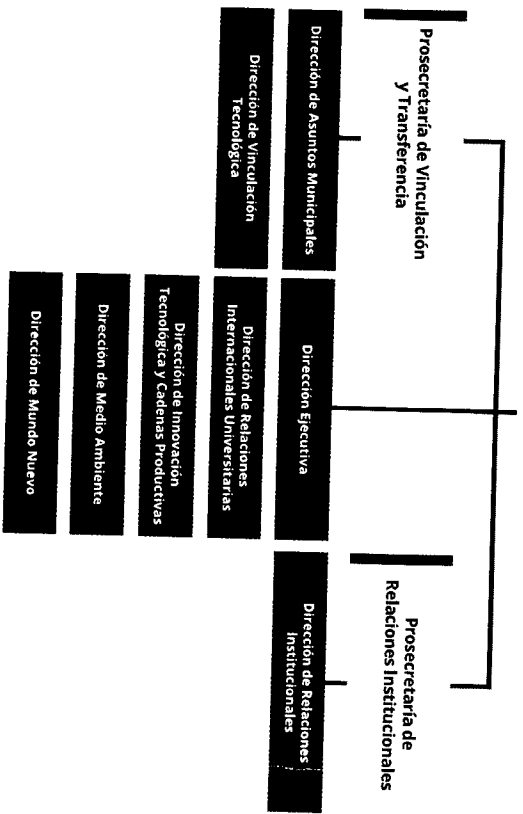 Prosecretaría de Vinculación
y Transferencia
Dirección de Asuntos Municipales
Dirección de Vinculación
Tecnológica
Dirección Ejecutiva
Dirección de Relaciones
Internacionales Universitarias
Dirección de Innovación
Tecnológica y Cadenas Productivas
Dirección de Medio Ambiente
Dirección de Mundo Nuevo
Prosecretaría de
Relaciones Institucionales
Dirección de Relaciones
Institucionales